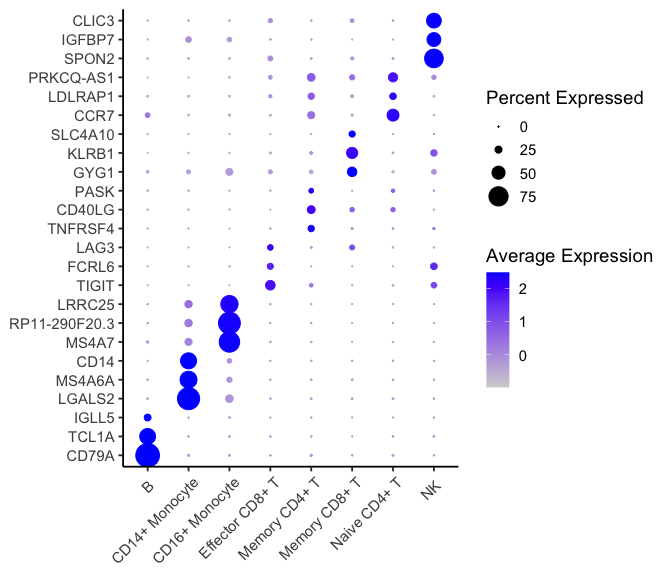 CLIC3
IGFBP7
SPON2
PRKCQ-AS1
LDLRAP1
CCR7
SLC4A10
KLRB1
GYG1
PASK
CD40LG
TNFRSF4
LAG3
FCRL6
TIGIT
LRRC25
RP11-290F20.3
MS4A7
CD14
MS4A6A
LGALS2
IGLL5
TCL1A
CD79A
B
CD14+ Monocyte
CD16+ Monocyte
Effector CD8+ T
Memory CD4+ T
Memory CD8+ T
Naive CD4+ T
NK
Percent Expressed
0
25
50
75
Average Expression
2
1
0